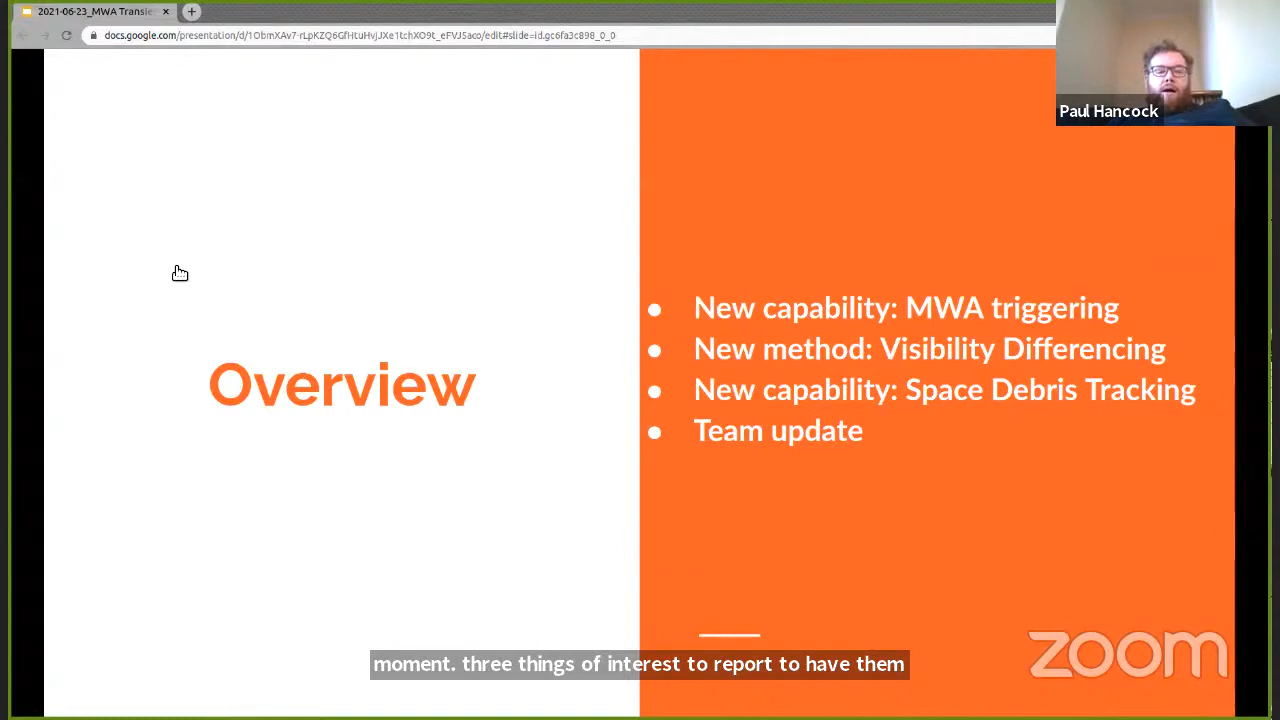 2021-06-23_MWA Transie
docs.google.com/presentation/d/1ObmXAv7-rLpKZQ6GfHtuHvjJXe1tchXO9t_eFVJ5aco/edit#slide=id.gc6fa3c898_0_0
Paul Hancock
Overview
● New capability: MWA triggering
● New method: Visibility Differencing
● New capability: Space Debris Tracking
● Team update
moment. three things of interest to report to have them
zoom